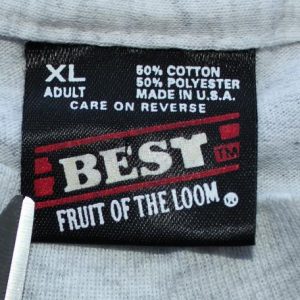 XL 50% COTTON
50% POLYESTER
ADULT MADE IN U.S.A.
CARE ON REVERSE
BEST TM
FRUIT OF THE LOOM ®